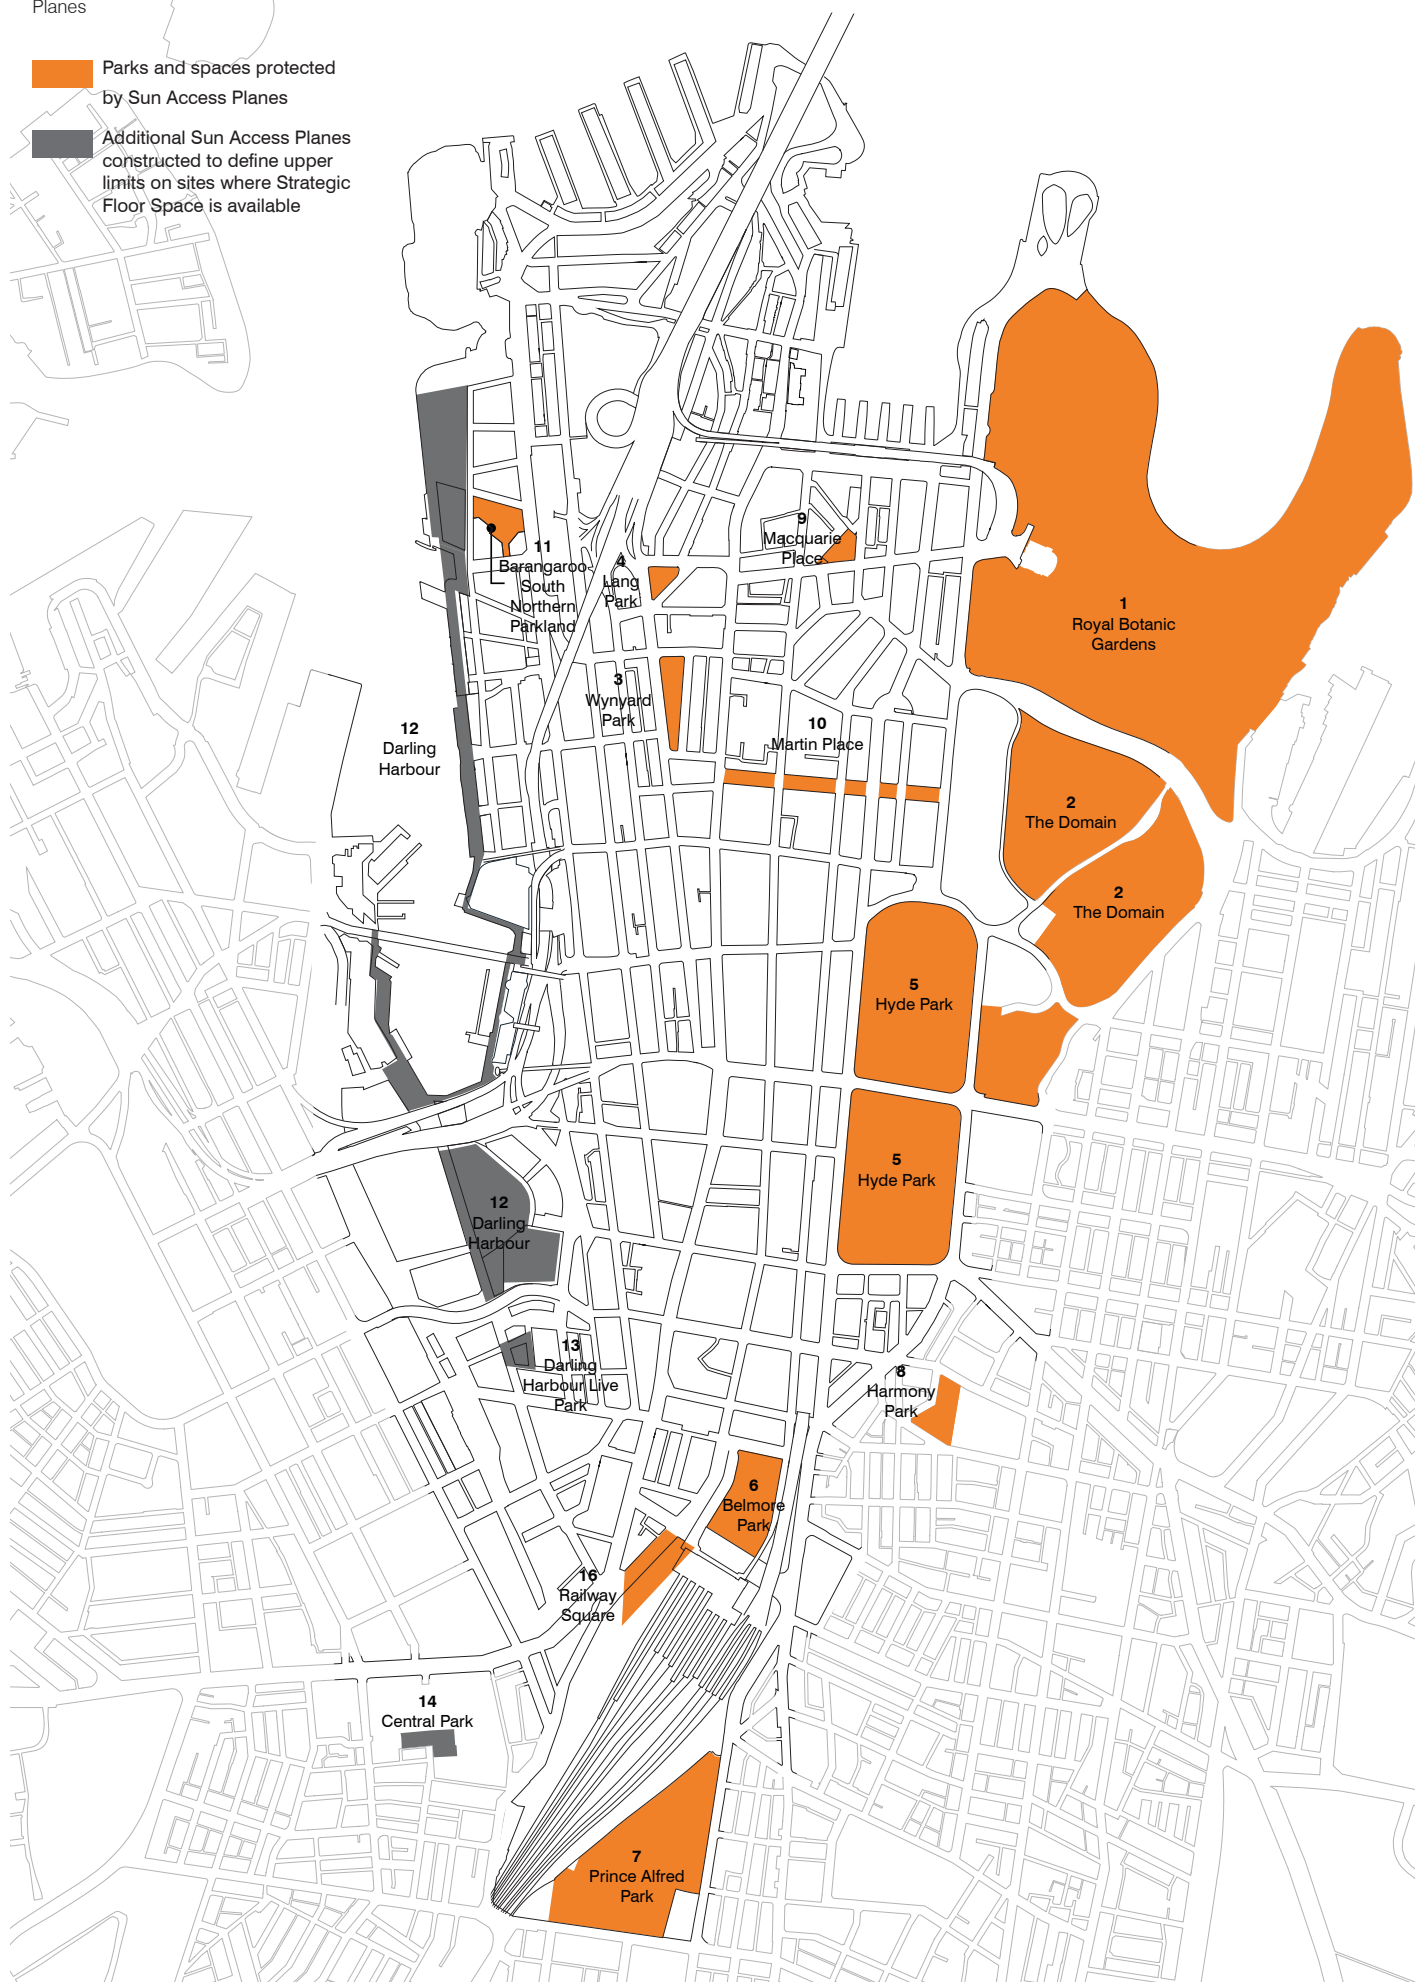 Planes
Parks and spaces protected
by Sun Access Planes
Additional Sun Access Planes
constructed to define upper
limits on sites where Strategic
Floor Space is available
9
Macquarie
Place
11
Barangaroo
South
Northern
Parkland
4
Lang
Park
1
Royal Botanic
Gardens
3
Wynyard
Park
12
Darling
Harbour
10
Martin Place
2
The Domain
2
The Domain
5
Hyde Park
5
Hyde Park
12
Darling
Harbour
13
Darling
Harbour Live
Park
8
Harmony
Park
6
Belmore
Park
16
Railway
Square
14
Central Park
7
Prince Alfred
Park